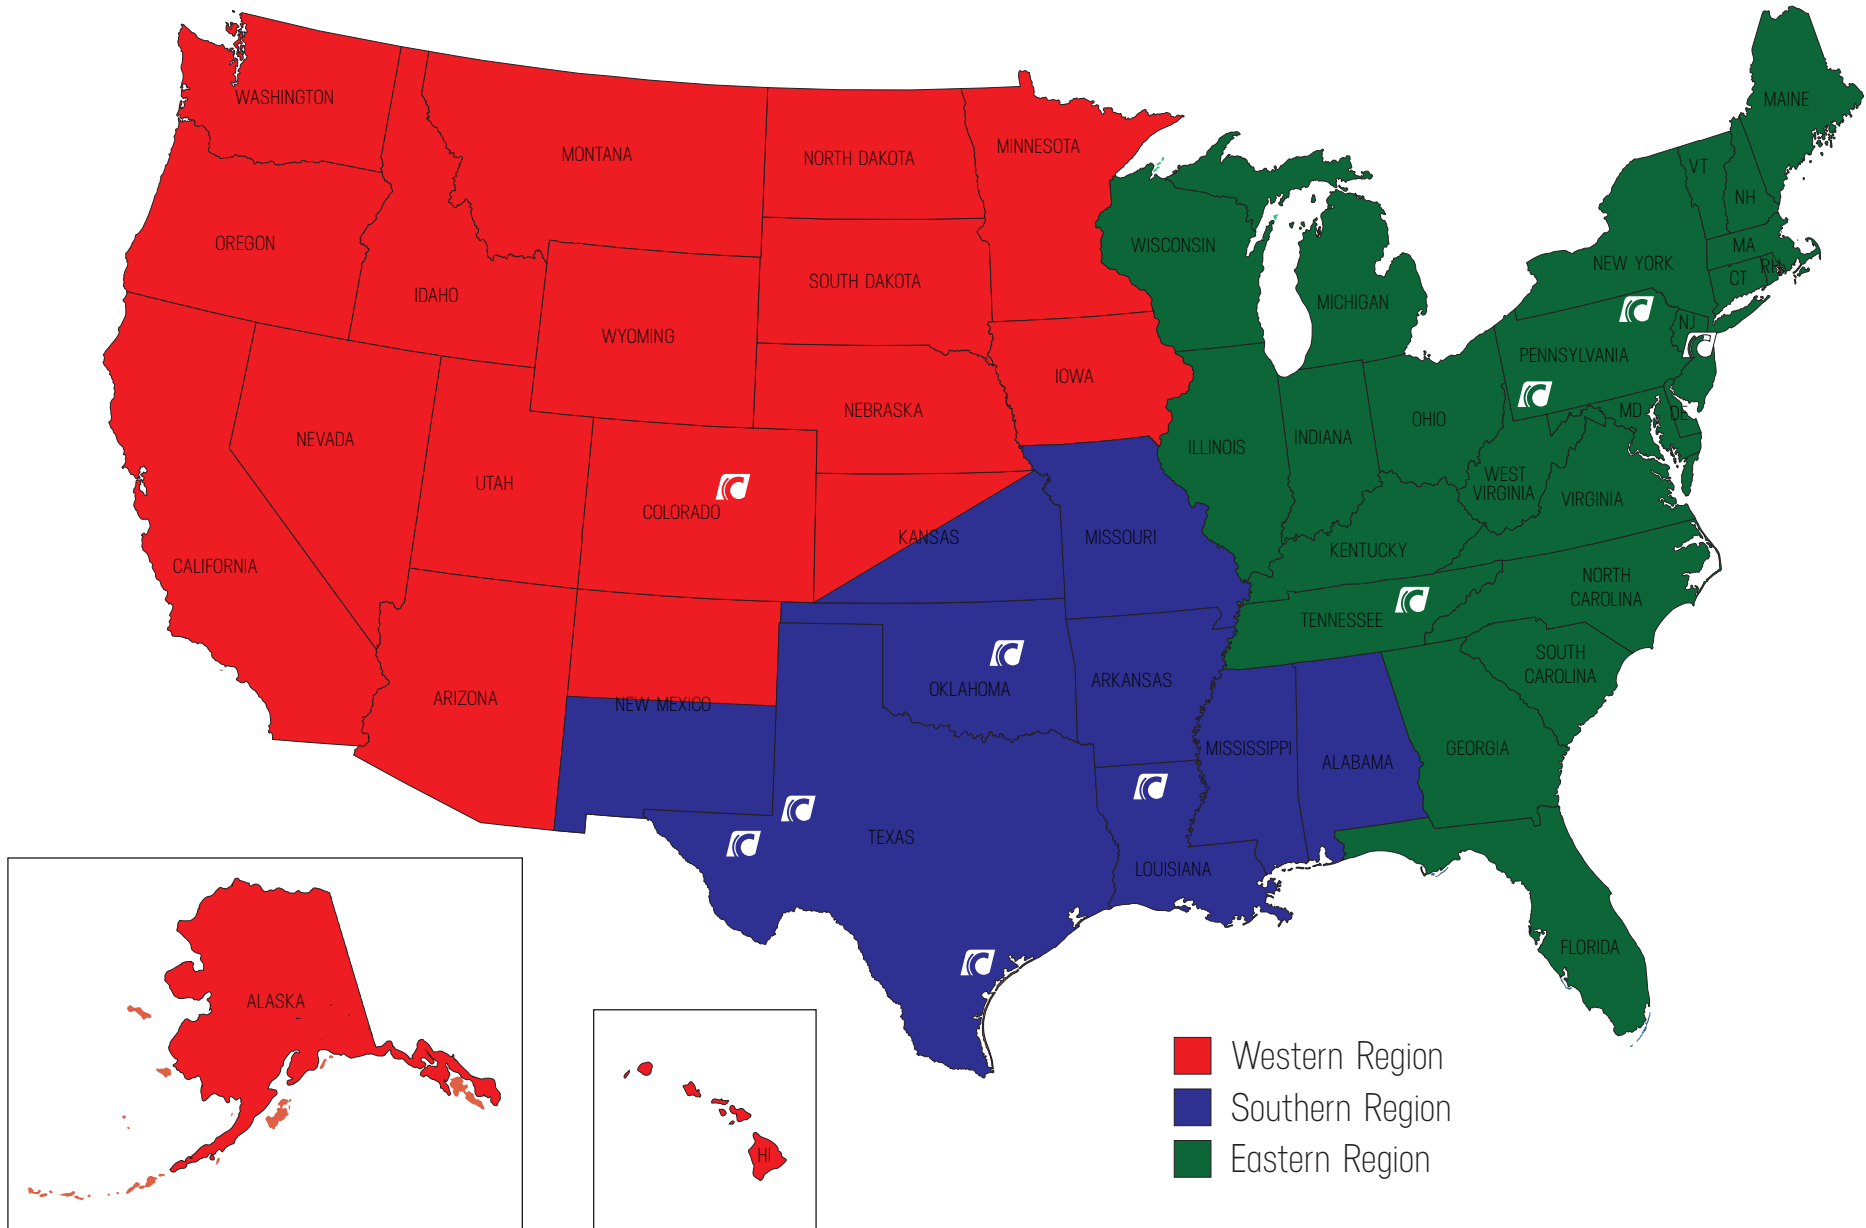 WASHINGTON
MONTANA
NORTH DAKOTA
MINNESOTA
MAINE
VT
NH
OREGON
IDAHO
SOUTH DAKOTA
WISCONSIN
MICHIGAN
NEW YORK
MA
CT
RH
WYOMING
NEBRASKA
IOWA
PENNSYLVANIA
NJ
NEVADA
UTAH
COLORADO
KANSAS
MISSOURI
ILLINOIS
INDIANA
OHIO
MD
DE
WEST
VIRGINIA
VIRGINIA
KENTUCKY
CALIFORNIA
ARIZONA
NEW MEXICO
OKLAHOMA
ARKANSAS
TENNESSEE
NORTH
CAROLINA
SOUTH
CAROLINA
MISSISSIPPI
ALABAMA
GEORGIA
TEXAS
LOUISIANA
FLORIDA
ALASKA
HI
Western Region
Southern Region
Eastern Region